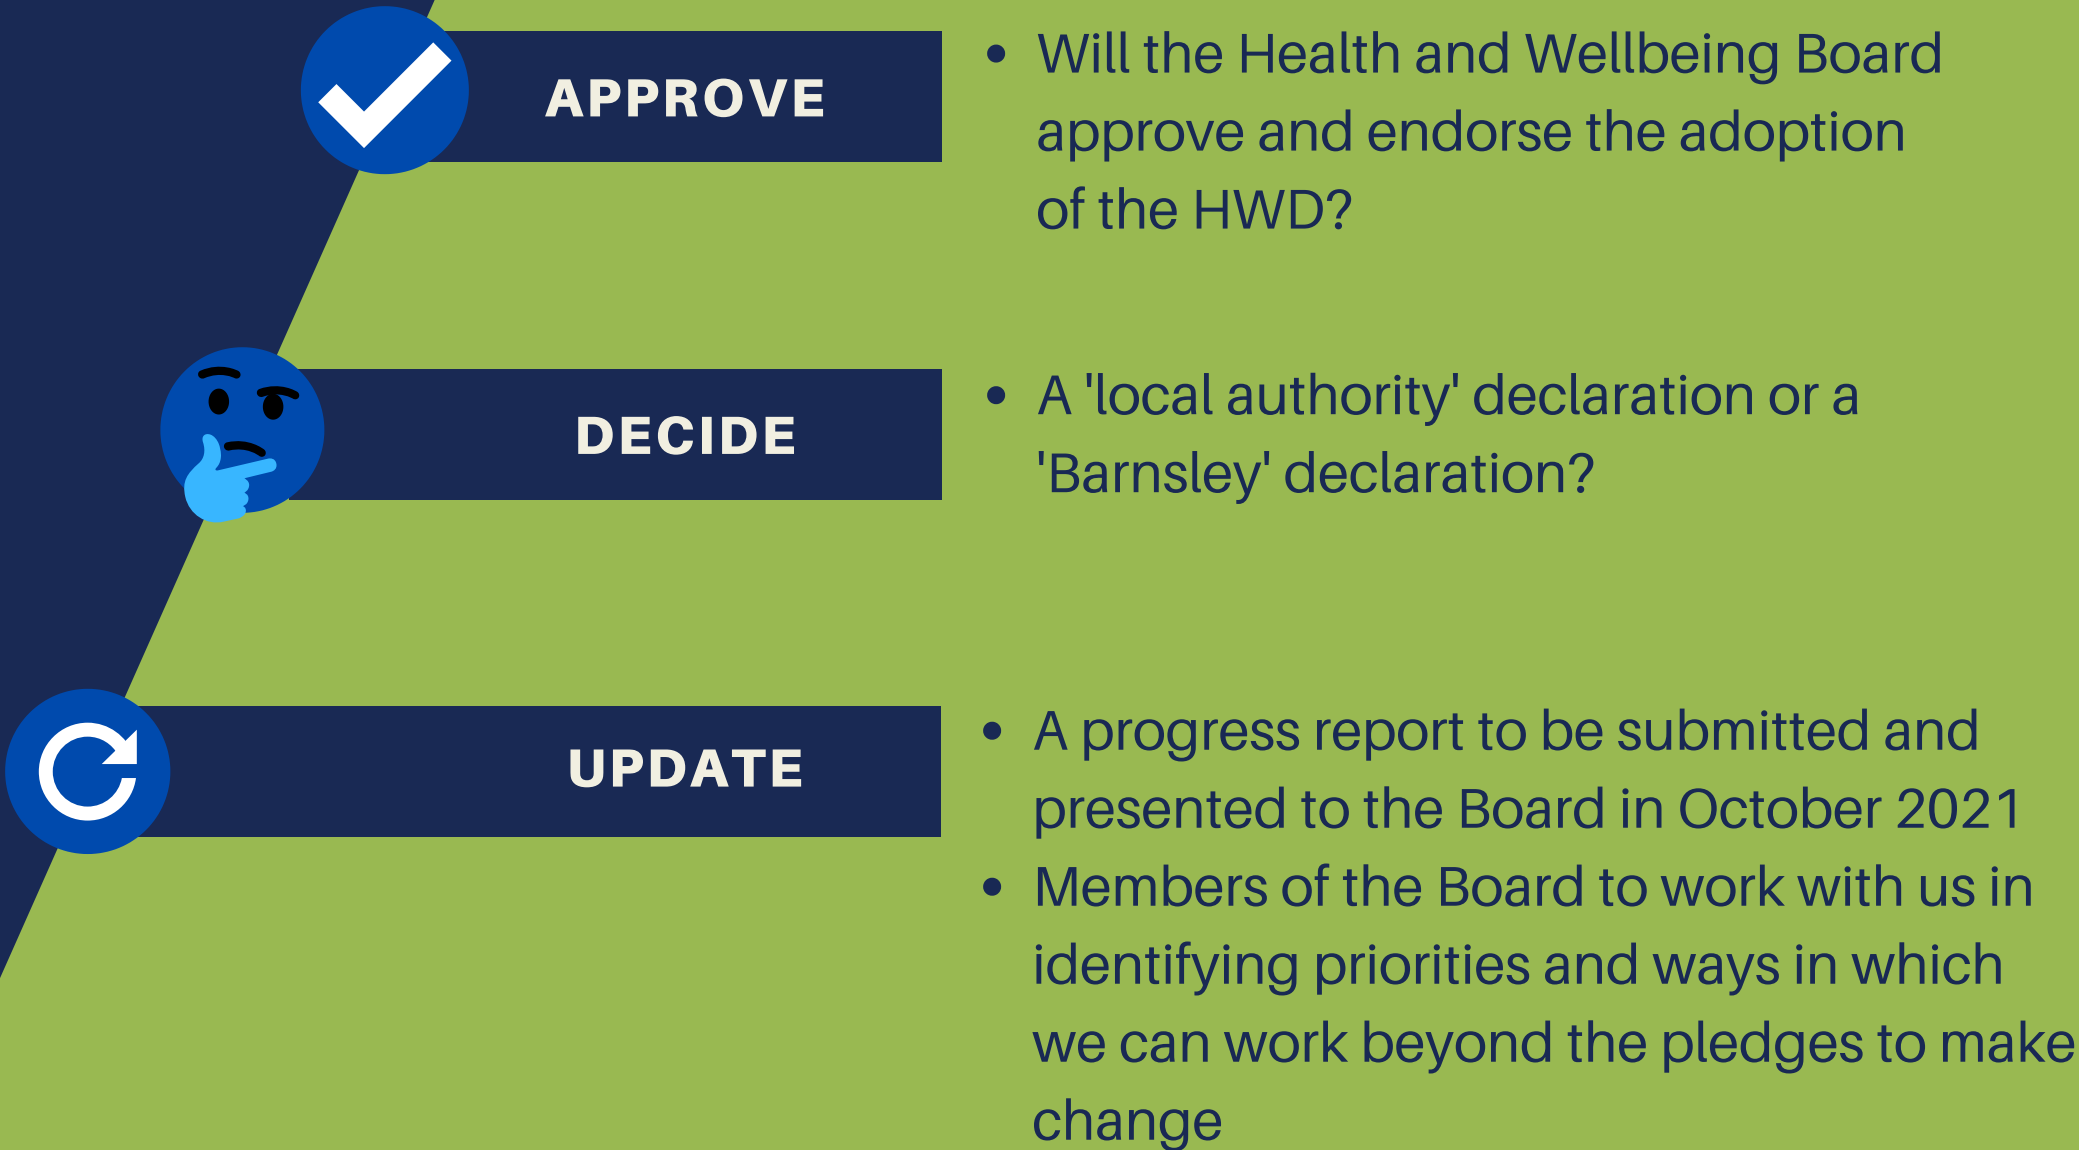 APPROVE
• Will the Health and Wellbeing Board
approve and endorse the adoption
of the HWD?
DECIDE
• A 'local authority' declaration or a
'Barnsley' declaration?
UPDATE
• A progress report to be submitted and
presented to the Board in October 2021
• Members of the Board to work with us in
identifying priorities and ways in which
we can work beyond the pledges to make
change